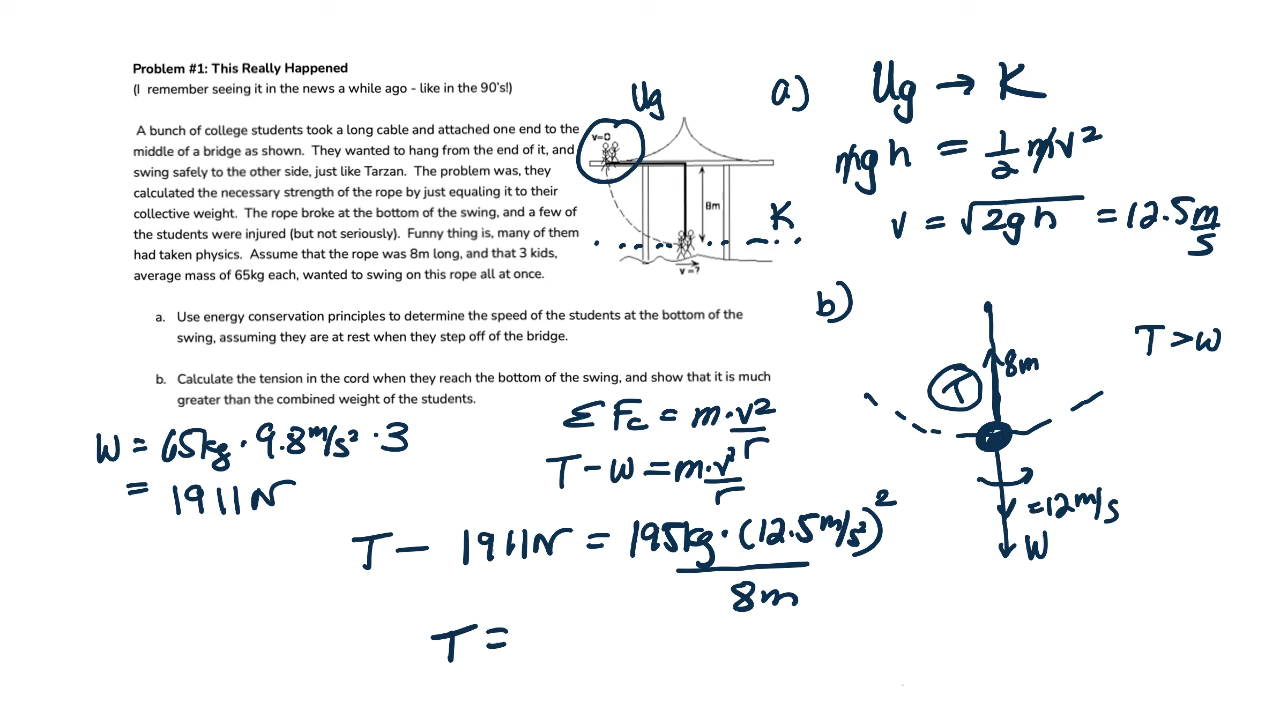 Problem #1: This Really Happened
(I remember seeing it in the news a while ago - like in the 90's!)
A bunch of college students took a long cable and attached one end to the
middle of a bridge as shown. They wanted to hang from the end of it, and
swing safely to the other side, just like Tarzan. The problem was, they
calculated the necessary strength of the rope by just equaling it to their
collective weight. The rope broke at the bottom of the swing, and a few of
the students were injured (but not seriously). Funny thing is, many of them
had taken physics. Assume that the rope was 8m long, and that 3 kids,
average mass of 65kg each, wanted to swing on this rope all at once.
a. Use energy conservation principles to determine the speed of the students at the bottom of the
swing, assuming they are at rest when they step off of the bridge.
b. Calculate the tension in the cord when they reach the bottom of the swing, and show that it is much
greater than the combined weight of the students.
Ug
v=0
8m
K
v=?
a) Ug → K
mgh = 1/2 mv²
v = √2gh = 12.5 m/s
b)
T > W
8m
T
=12m/s
W
W = 65kg · 9.8m/s² · 3
= 1911N
ΣFc = m·v²/r
T - W = m·v²/r
T - 1911N = 195kg · (12.5m/s²)² / 8m
T =